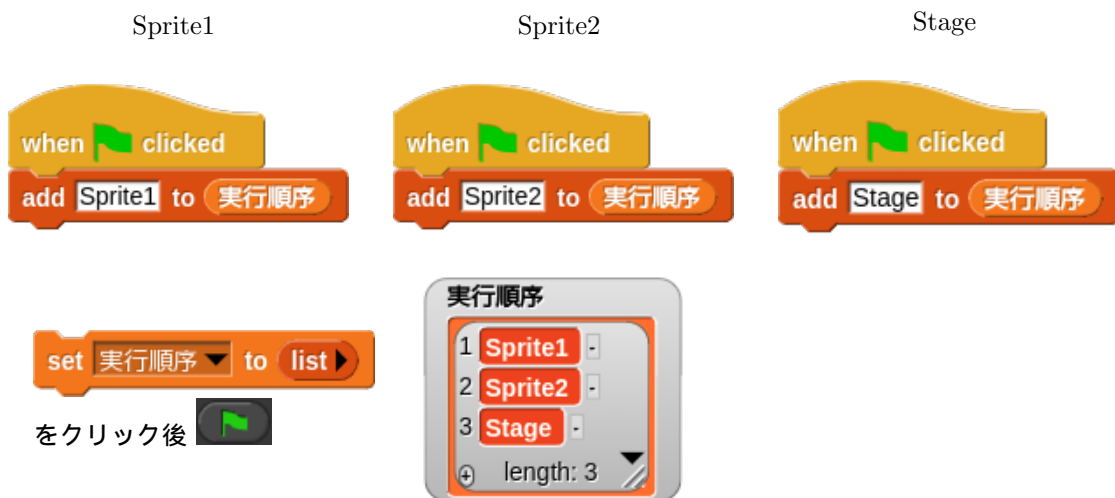 Sprite1
Sprite2
Stage
when clicked
add Sprite1 to 実行順序
when clicked
add Sprite2 to 実行順序
when clicked
add Stage to 実行順序
set 実行順序 to list
をクリック後
実行順序
1 Sprite1 -
2 Sprite2 -
3 Stage -
+ length: 3